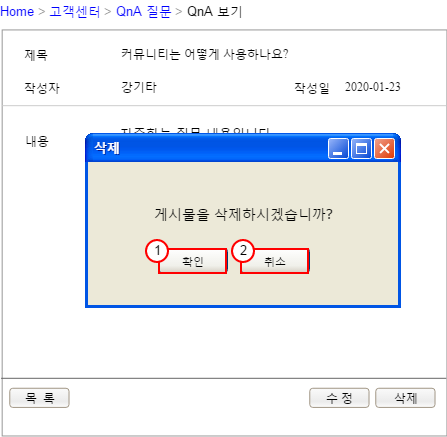 Home > 고객센터 > QnA 질문 > QnA 보기
제목 커뮤니티는 어떻게 사용하나요?
작성자 강기타 작성일 2020-01-23
내용
삭제
게시물을 삭제하시겠습니까?
1 확인 2 취소
목 록 수 정 삭제